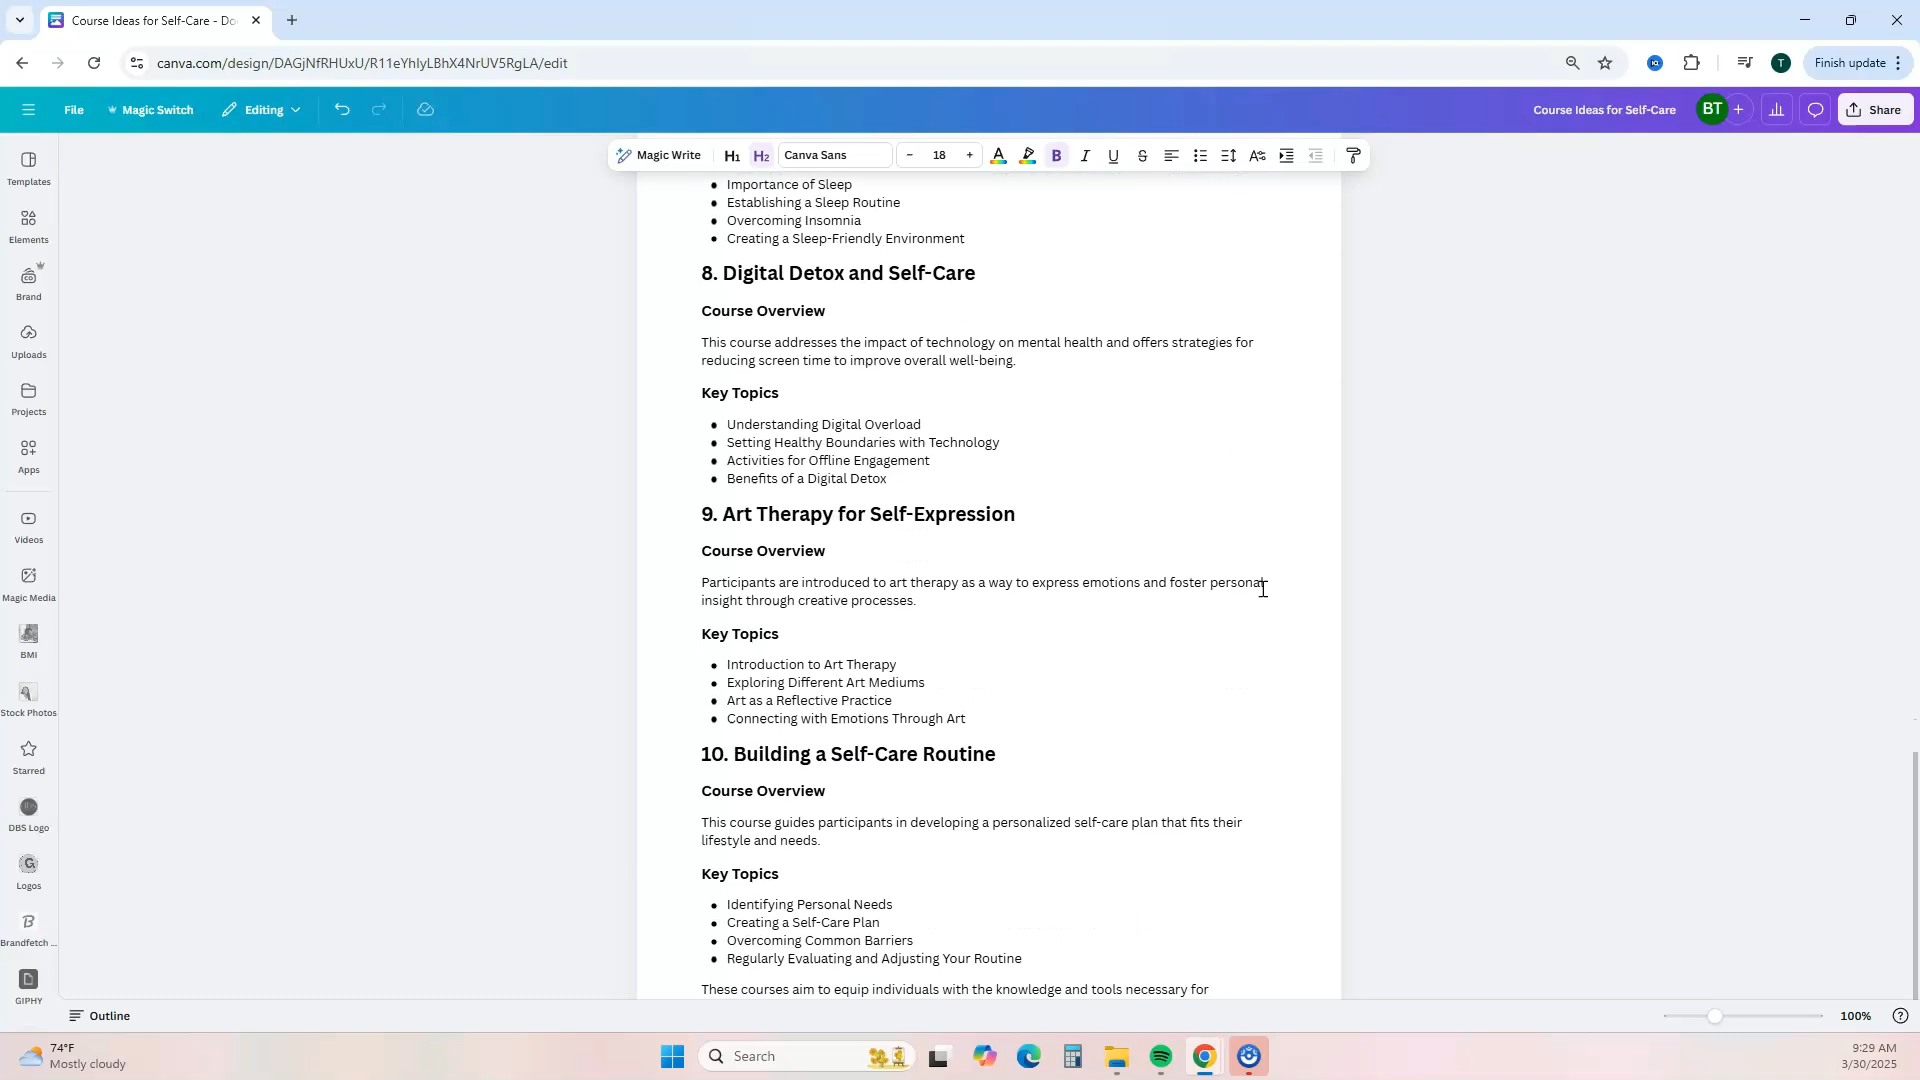 Course Ideas for Self-Care - Do
canva.com/design/DAGjNfRHUxU/R11eYhlyLBhX4NrUV5RgLA/edit
T
Finish update
File
Magic Switch
Editing
Course Ideas for Self-Care
BT
Share
Magic Write
H1
H2
Canva Sans
18
A
B
I
U
S
Templates
Elements
Brand
Uploads
Projects
Apps
Videos
Magic Media
BMI
Stock Photos
Starred
DBS Logo
Logos
Brandfetch ...
GIPHY
Importance of Sleep
Establishing a Sleep Routine
Overcoming Insomnia
Creating a Sleep-Friendly Environment
8. Digital Detox and Self-Care
Course Overview
This course addresses the impact of technology on mental health and offers strategies for
reducing screen time to improve overall well-being.
Key Topics
Understanding Digital Overload
Setting Healthy Boundaries with Technology
Activities for Offline Engagement
Benefits of a Digital Detox
9. Art Therapy for Self-Expression
Course Overview
Participants are introduced to art therapy as a way to express emotions and foster personal
insight through creative processes.
Key Topics
Introduction to Art Therapy
Exploring Different Art Mediums
Art as a Reflective Practice
Connecting with Emotions Through Art
10. Building a Self-Care Routine
Course Overview
This course guides participants in developing a personalized self-care plan that fits their
lifestyle and needs.
Key Topics
Identifying Personal Needs
Creating a Self-Care Plan
Overcoming Common Barriers
Regularly Evaluating and Adjusting Your Routine
These courses aim to equip individuals with the knowledge and tools necessary for
Outline
100%
74°F
Mostly cloudy
Search
9:29 AM
3/30/2025